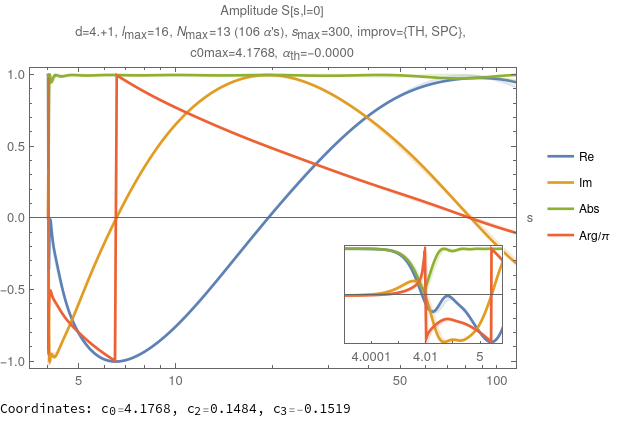 Amplitude S[s,l=0]
d=4.+1, lmax=16, Nmax=13 (106 α's), smax=300, improv={TH, SPC},
c0max=4.1768, αth=−0.0000
1.0
0.5
0.0
−0.5
−1.0
5
10
50
100
s
Re
Im
Abs
Arg/π
4.0001
4.01
5
Coordinates: c0=4.1768, c2=0.1484, c3=-0.1519